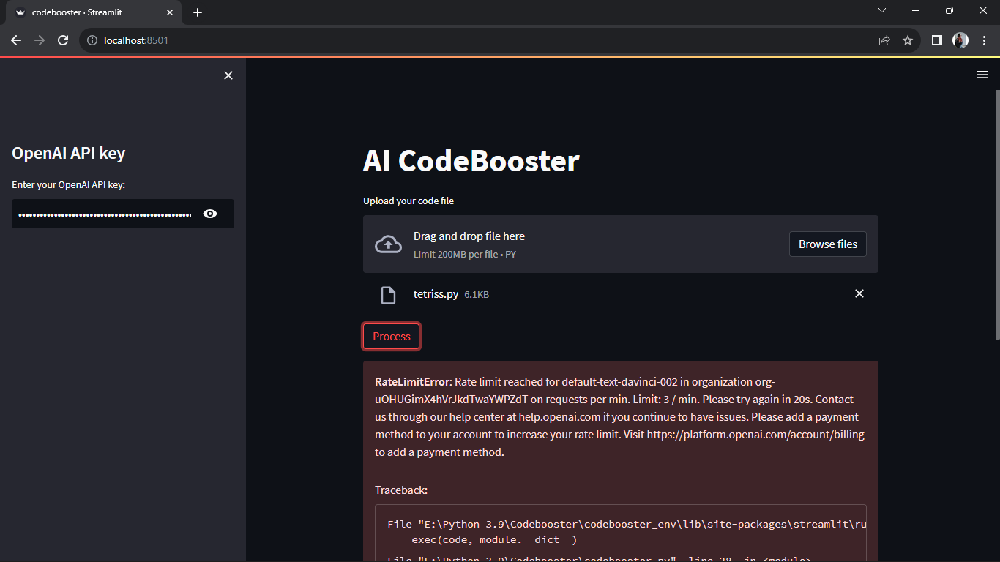 codebooster · Streamlit
localhost:8501
OpenAI API key
Enter your OpenAI API key:
AI CodeBooster
Upload your code file
Drag and drop file here
Limit 200MB per file • PY
Browse files
tetriss.py 6.1KB
Process
RateLimitError: Rate limit reached for default-text-davinci-002 in organization org-
uOHUGimX4hVrJkdTwaYWPZdT on requests per min. Limit: 3 / min. Please try again in 20s. Contact
us through our help center at help.openai.com if you continue to have issues. Please add a payment
method to your account to increase your rate limit. Visit https://platform.openai.com/account/billing
to add a payment method.
Traceback:
File "E:\Python 3.9\Codebooster\codebooster_env\lib\site-packages\streamlit\ru
exec(code, module.__dict__)
File "E:\Python 3.9\Codebooster\codebooster.py", line 28, in <module>